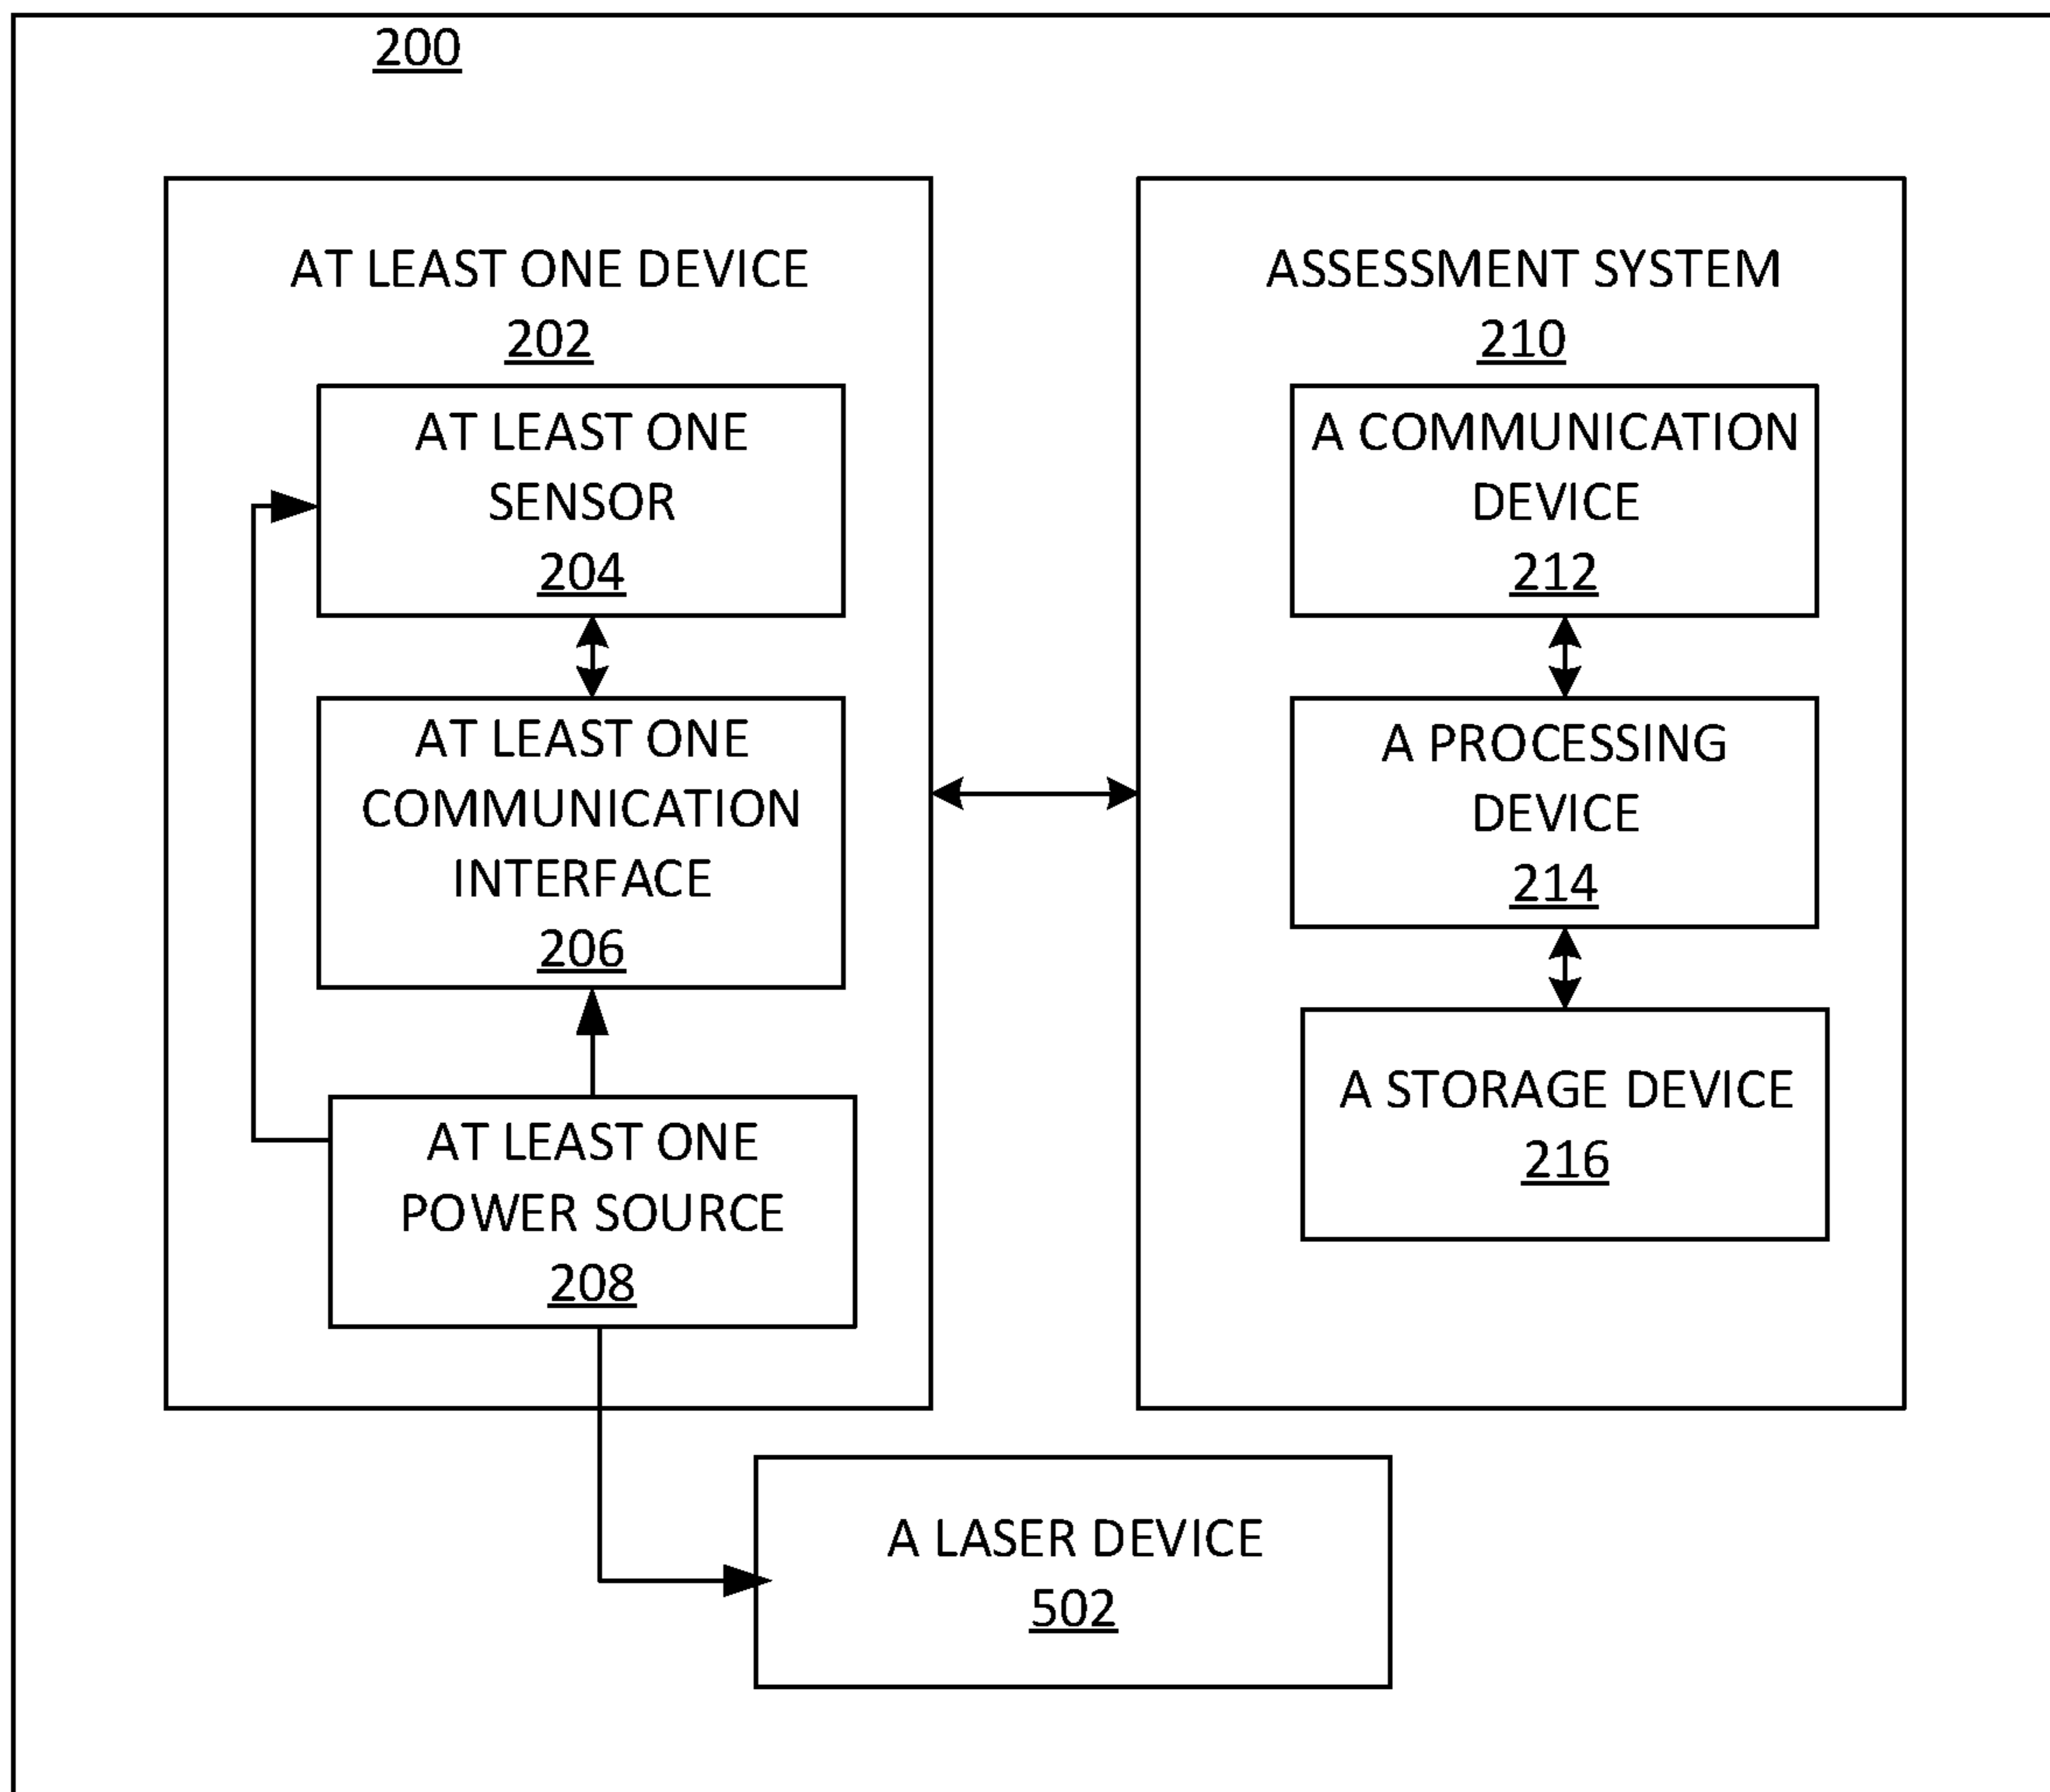 200
AT LEAST ONE DEVICE
202
AT LEAST ONE
SENSOR
204
AT LEAST ONE
COMMUNICATION
INTERFACE
206
AT LEAST ONE
POWER SOURCE
208
ASSESSMENT SYSTEM
210
A COMMUNICATION
DEVICE
212
A PROCESSING
DEVICE
214
A STORAGE DEVICE
216
A LASER DEVICE
502